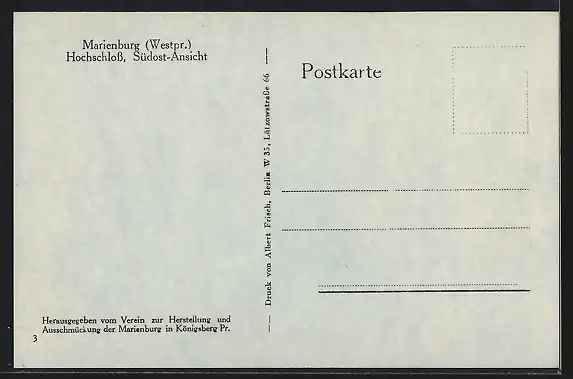 Marienburg (Westpr.)
Hochschloß, Südost-Ansicht
Postkarte
Druck von Albert Frisch, Berlin W 35, Lützowstraße 66
Herausgegeben vom Verein zur Herstellung und
Ausschmückung der Marienburg in Königsberg Pr.
3